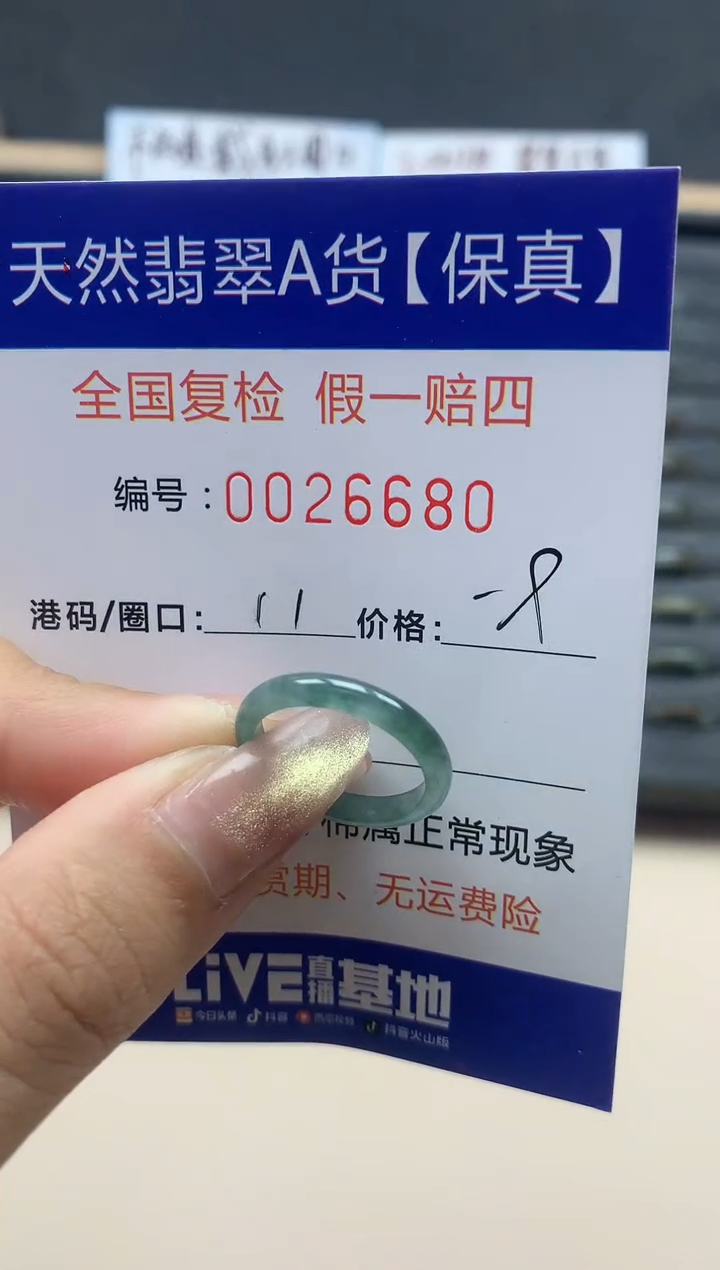 天然翡翠A货【保真】
全国复检 假一赔四
编号：0026680
港码/圈口：11 价格：
属正常现象
赏期、无运费险
LiVE直播基地
今日头条 抖音 西瓜视频 抖音火山版